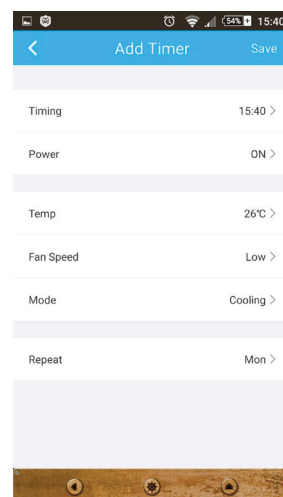 54% 15:40
Add Timer Save
Timing 15:40
Power ON
Temp 26℃
Fan Speed Low
Mode Cooling
Repeat Mon